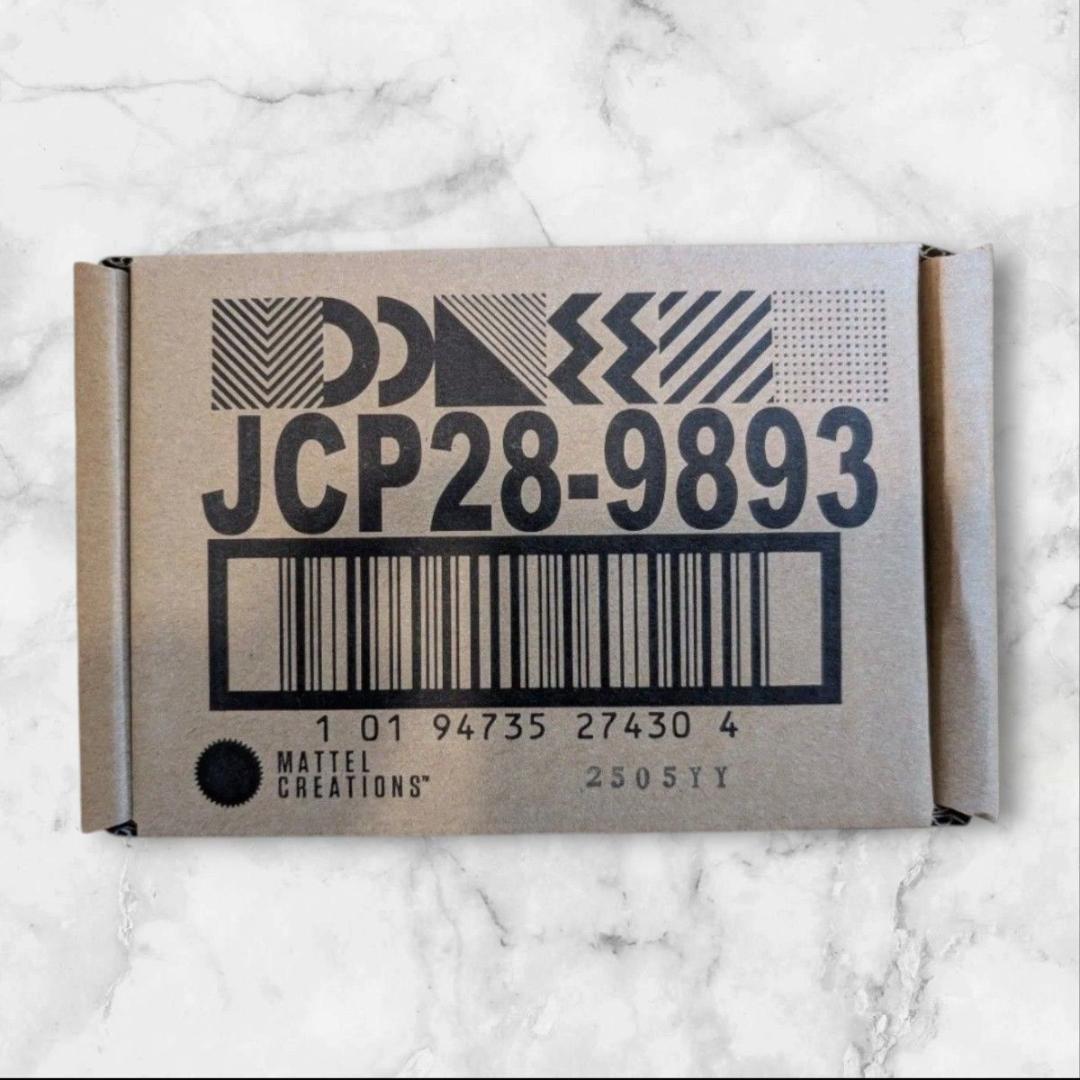 JCP28-9893
1 01 94735 27430 4
MATTEL
CREATIONS™
2505YY